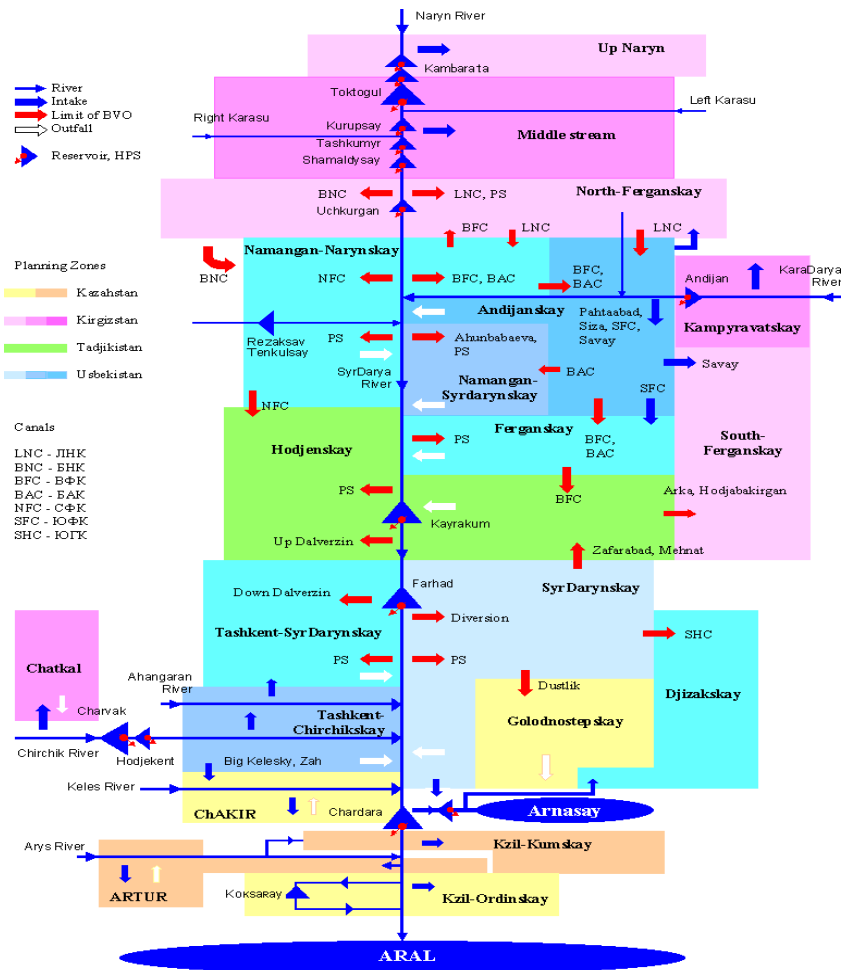 Naryn River
Up Naryn
Kambarata
River
Intake
Limit of BVO
Outfall
Reservoir, HPS
Toktogul
Left Karasu
Right Karasu
Kurupsay
Middle stream
Tashkumyr
Shamaldysay
BNC
LNC, PS
North-Ferganskay
Uchkurgan
BFC
LNC
LNC
Namangan-Narynskay
BNC
NFC
BFC, BAC
BFC,
BAC
Andijan
KaraDarya
River
Planning Zones
Kazahstan
Kirgizstan
Tadjikistan
Usbekistan
Andijanskay
Pahtaabad,
Siza, SFC,
Savay
Kampyravatskay
Rezaksav
Tenkulsay
PS
Ahunbabaeva,
PS
SyrDarya
River
Namangan-
Syrdarynskay
BAC
Savay
SFC
NFC
Canals
LNC - ЛНК
BNC - БНК
BFC - ВФК
BAC - БАК
NFC - СФК
SFC - ЮФК
SHC - ЮГК
Hodjenskay
Ferganskay
PS
BFC,
BAC
South-
Ferganskay
PS
BFC
Arka, Hodjabakirgan
Kayrakum
Up Dalverzin
Zafarabad, Mehnat
Farhad
SyrDarynskay
Down Dalverzin
Diversion
Tashkent-SyrDarynskay
SHC
PS
PS
Chatkal
Ahangaran
River
Dustlik
Djizakskay
Charvak
Tashkent-
Chirchikskay
Golodnostepskay
Chirchik River
Hodjekent
Big Kelesky, Zah
Keles River
ChAKIR
Chardara
Arnasay
Arys River
Kzil-Kumskay
ARTUR
Koksaray
Kzil-Ordinskay
ARAL